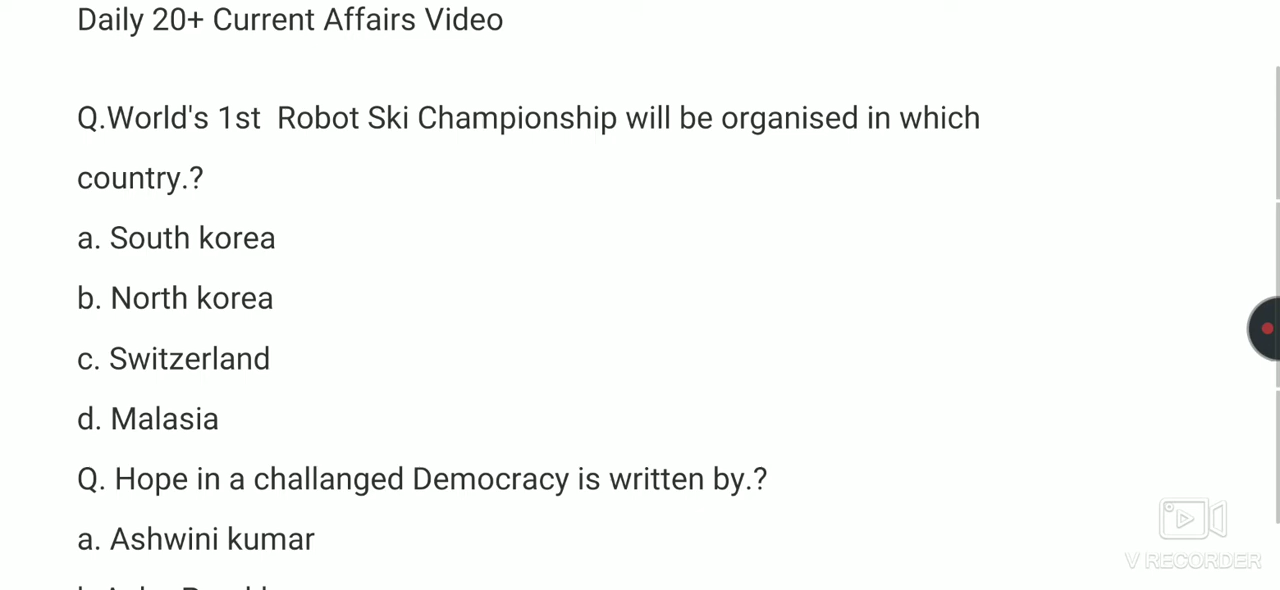 Daily 20+ Current Affairs Video
Q.World's 1st  Robot Ski Championship will be organised in which
country.?
a. South korea
b. North korea
c. Switzerland
d. Malasia
Q. Hope in a challanged Democracy is written by.?
a. Ashwini kumar
V RECORDER